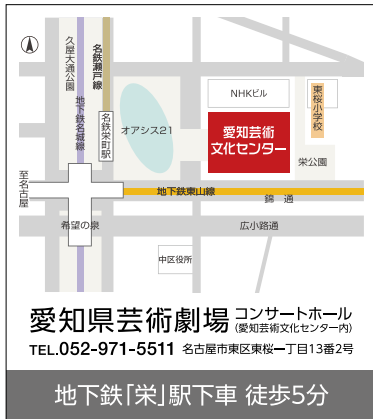 久屋大通公園
地下鉄名城線
名鉄瀬戸線
名鉄栄町駅
オアシス21
NHKビル
東桜小学校
愛知芸術
文化センター
栄公園
至名古屋
地下鉄東山線
錦 通
希望の泉
広小路通
中区役所
愛知県芸術劇場 コンサートホール
(愛知芸術文化センター内)
TEL.052-971-5511 名古屋市東区東桜一丁目13番2号
地下鉄「栄」駅下車 徒歩5分